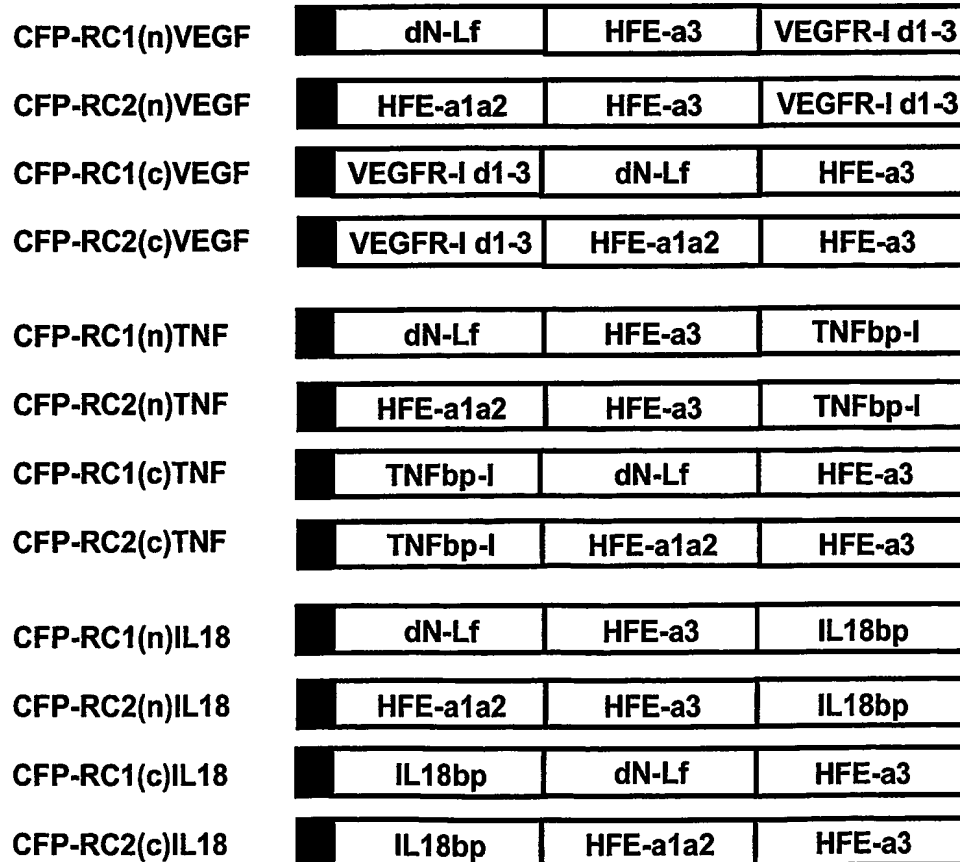 CFP-RC1(n)VEGF dN-Lf HFE-a3 VEGFR-I d1-3
CFP-RC2(n)VEGF HFE-a1a2 HFE-a3 VEGFR-I d1-3
CFP-RC1(c)VEGF VEGFR-I d1-3 dN-Lf HFE-a3
CFP-RC2(c)VEGF VEGFR-I d1-3 HFE-a1a2 HFE-a3
CFP-RC1(n)TNF dN-Lf HFE-a3 TNFbp-I
CFP-RC2(n)TNF HFE-a1a2 HFE-a3 TNFbp-I
CFP-RC1(c)TNF TNFbp-I dN-Lf HFE-a3
CFP-RC2(c)TNF TNFbp-I HFE-a1a2 HFE-a3
CFP-RC1(n)IL18 dN-Lf HFE-a3 IL18bp
CFP-RC2(n)IL18 HFE-a1a2 HFE-a3 IL18bp
CFP-RC1(c)IL18 IL18bp dN-Lf HFE-a3
CFP-RC2(c)IL18 IL18bp HFE-a1a2 HFE-a3